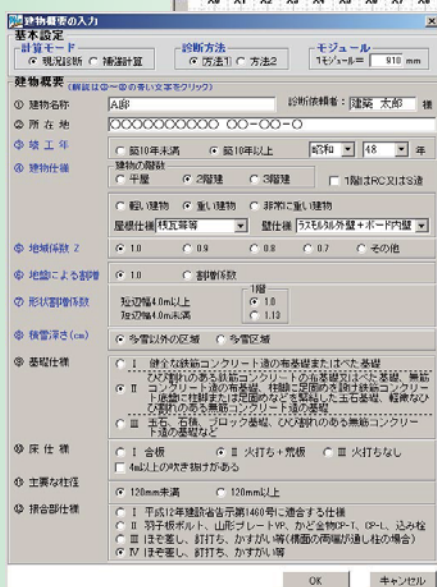 X0 X1 X2 X3 X4 X5 X6 X7 X8
建物概要の入力
基本設定
計算モード
現況診断 補強計算
診断方法
方法1 方法2
モジュール
1モジュール= 910 mm
建物概要 (解説は①～⑫の青い文字をクリック)
① 建物名称 A邸 診断依頼者： 建築 太郎 様
② 所在地 〇〇〇〇〇〇〇〇〇〇 〇〇-〇〇-〇
③ 竣工年 築10年未満 築10年以上 昭和 48 年
④ 建物仕様 建物の階数
平屋 2階建 3階建 1階はRC又はS造
軽い建物 重い建物 非常に重い建物
屋根仕様 桟瓦葺等 壁仕様 ラスモルタル外壁+ボード内壁
⑤ 地域係数 Z 1.0 0.9 0.8 0.7 その他
⑥ 地盤による割増 1.0 割増係数
⑦ 形状割増係数 1階
短辺幅4.0m以上 1.0
短辺幅4.0m未満 1.13
⑧ 積雪深さ(cm) 多雪以外の区域 多雪区域
⑨ 基礎仕様 Ⅰ 健全な鉄筋コンクリート造の布基礎またはべた基礎
Ⅱ ひび割れのある鉄筋コンクリートの布基礎又はべた基礎、無筋
コンクリート造の布基礎、柱脚に足固めを設け鉄筋コンクリー
ト底盤に柱脚または足固めなどを緊結した玉石基礎、軽微なひ
び割れのある無筋コンクリート造の基礎
Ⅲ 玉石、石積、ブロック基礎、ひび割れのある無筋コンクリー
ト造の基礎など
⑩ 床仕様 Ⅰ 合板 Ⅱ 火打ち+荒板 Ⅲ 火打ちなし
4m以上の吹き抜けがある
⑪ 主要な柱径 120mm未満 120mm以上
⑫ 接合部仕様 Ⅰ 平成12年建設省告示第1460号に適合する仕様
Ⅱ 羽子板ボルト、山形プレートVP、かど金物CP-T、CP-L、込み栓
Ⅲ ほぞ差し、釘打ち、かすがい等(構面の両端が通し柱の場合)
Ⅳ ほぞ差し、釘打ち、かすがい等
OK キャンセル